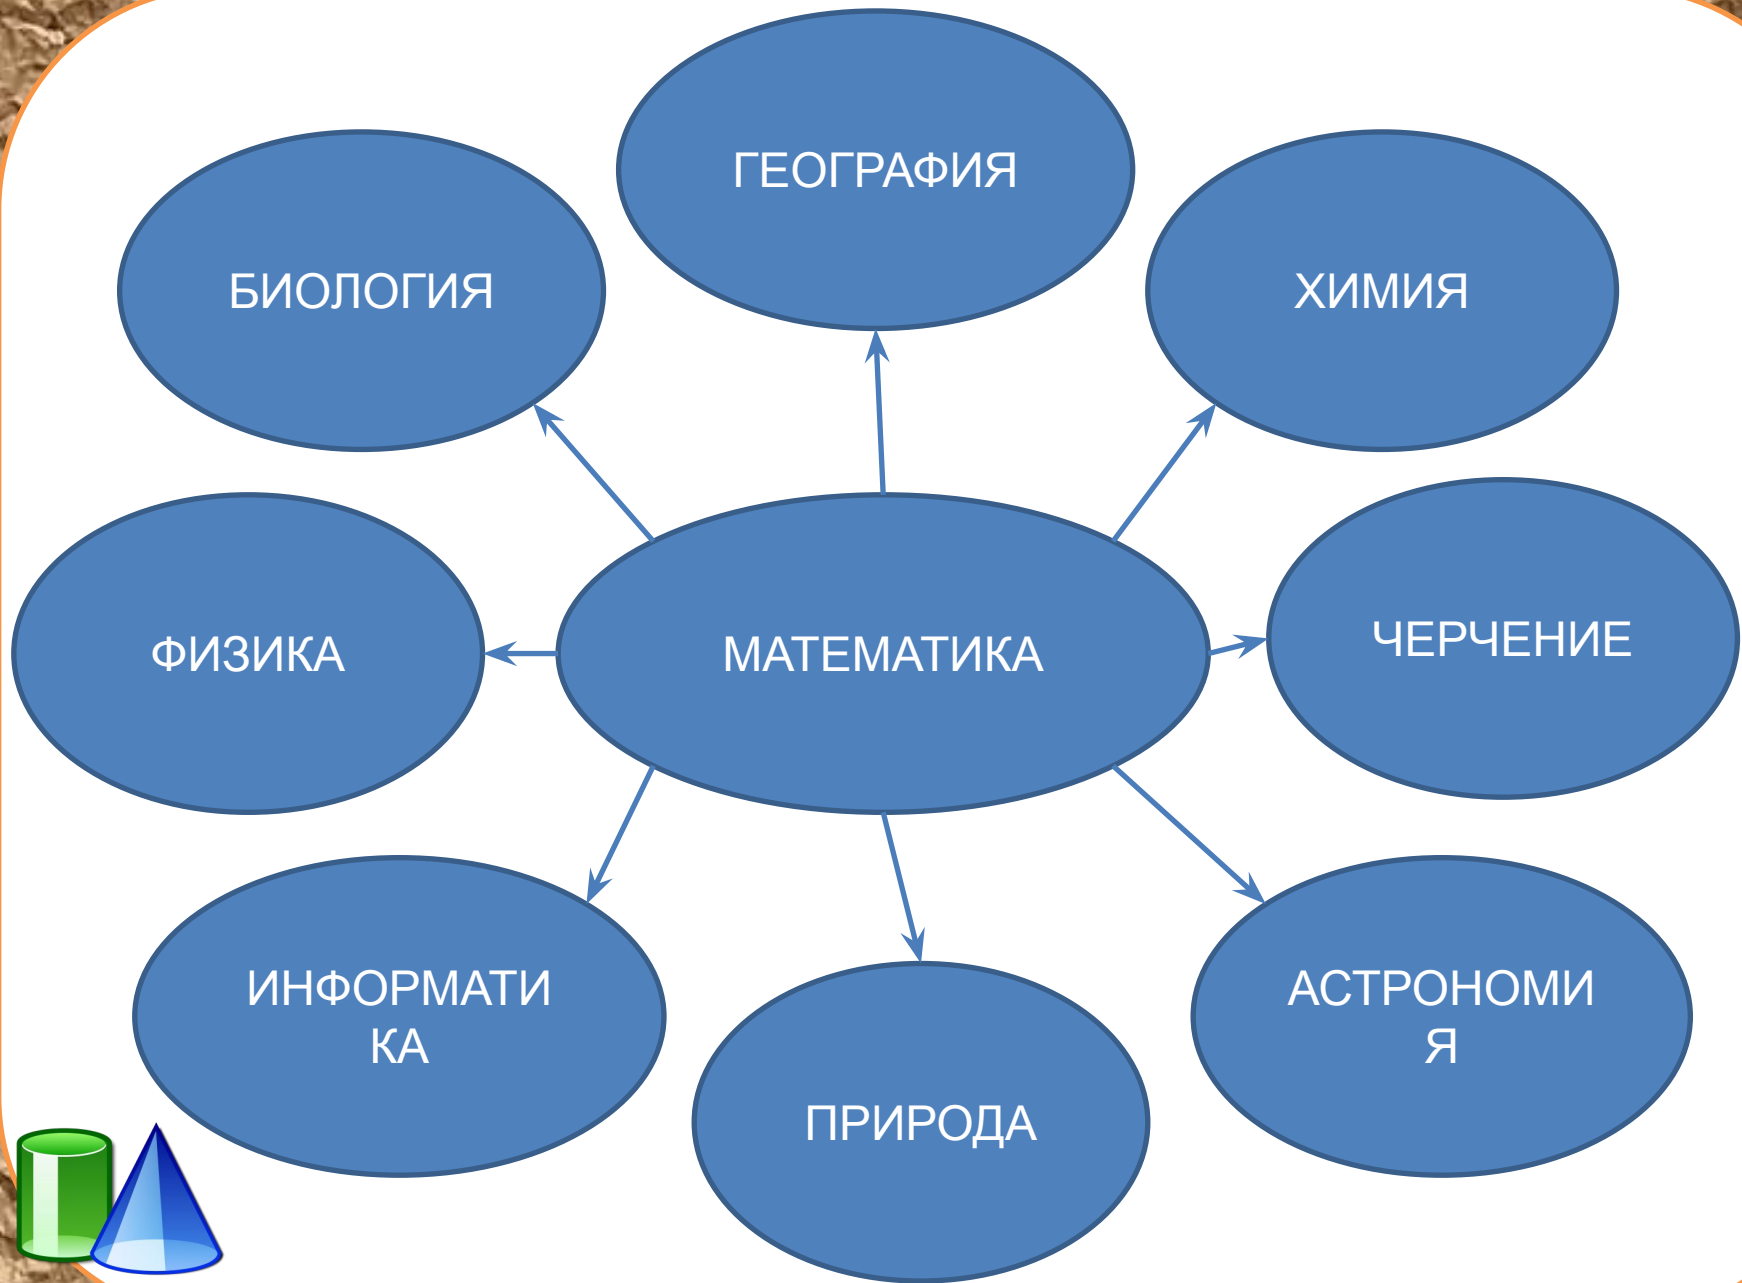 ГЕОГРАФИЯ
БИОЛОГИЯ
ХИМИЯ
ФИЗИКА
МАТЕМАТИКА
ЧЕРЧЕНИЕ
ИНФОРМАТИ
КА
АСТРОНОМИ
Я
ПРИРОДА